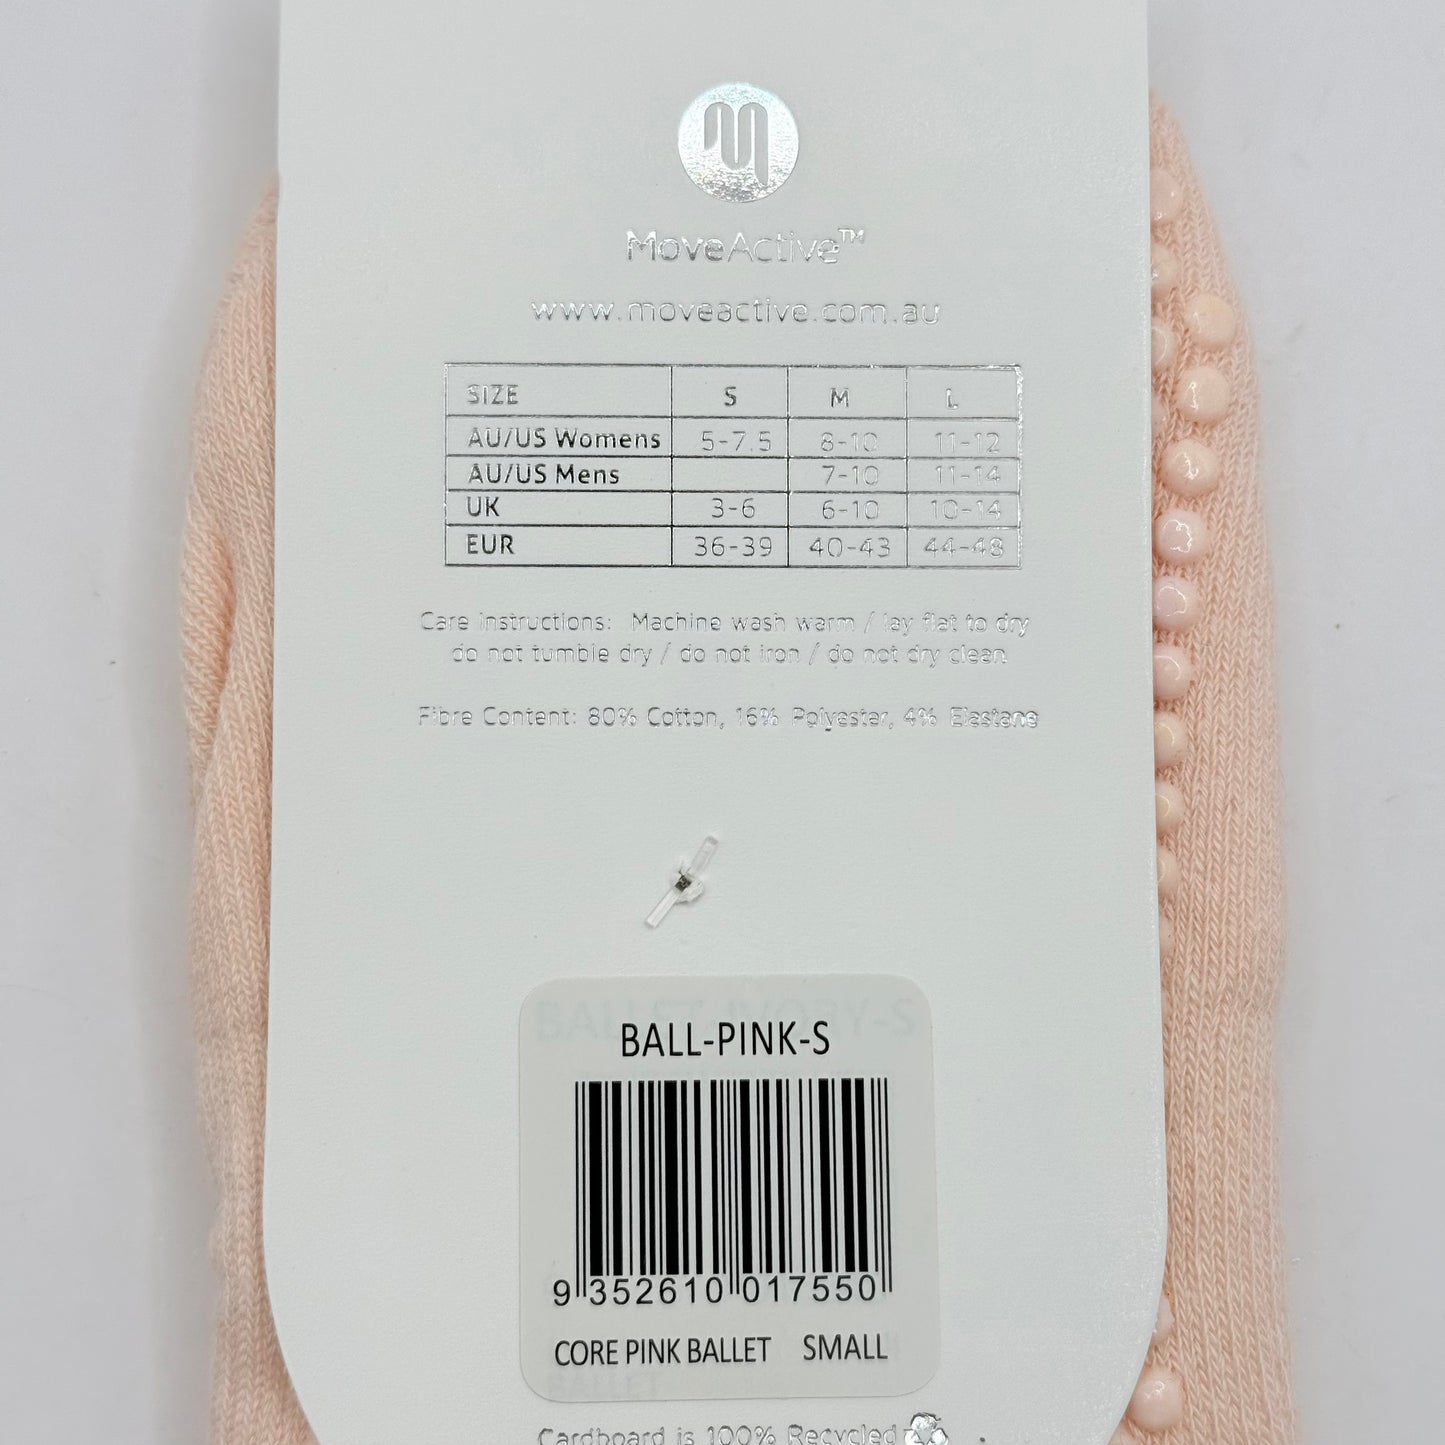 MoveActive™
www.moveactive.com.au
SIZE S M L
AU/US Womens 5-7.5 8-10 11-12
AU/US Mens 7-10 11-14
UK 3-6 6-10 10-14
EUR 36-39 40-43 44-48
Care Instructions: Machine wash warm / lay flat to dry
do not tumble dry / do not iron / do not dry clean
Fibre Content: 80% Cotton, 16% Polyester, 4% Elastane
BALLET-IVORY-S
BALL-PINK-S
9 352610 017550
CORE PINK BALLET SMALL
BALLET
Cardboard is 100% Recycled